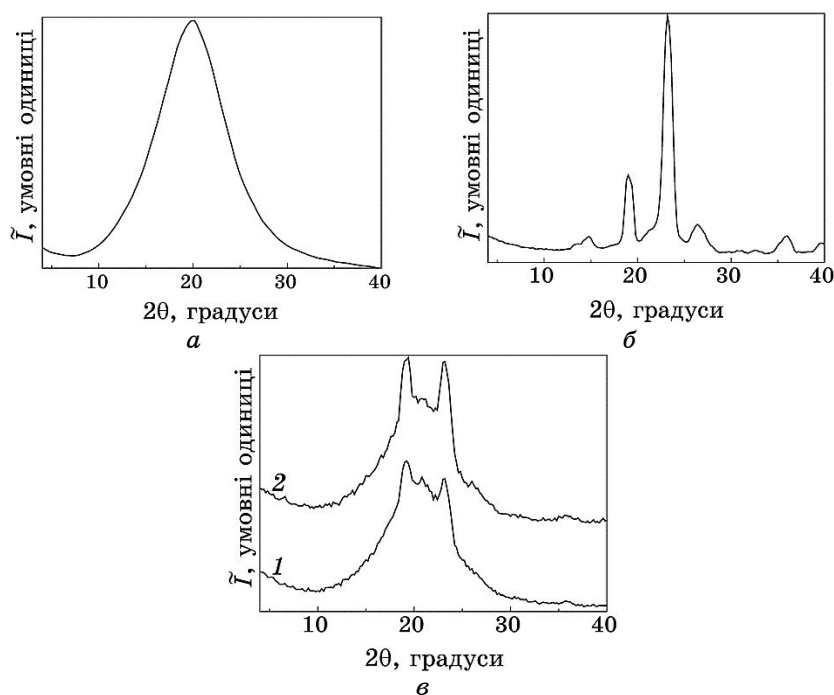 Ĩ, умовні одиниці
10 20 30 40
2θ, градуси
а
Ĩ, умовні одиниці
10 20 30 40
2θ, градуси
б
Ĩ, умовні одиниці
2
1
10 20 30 40
2θ, градуси
в